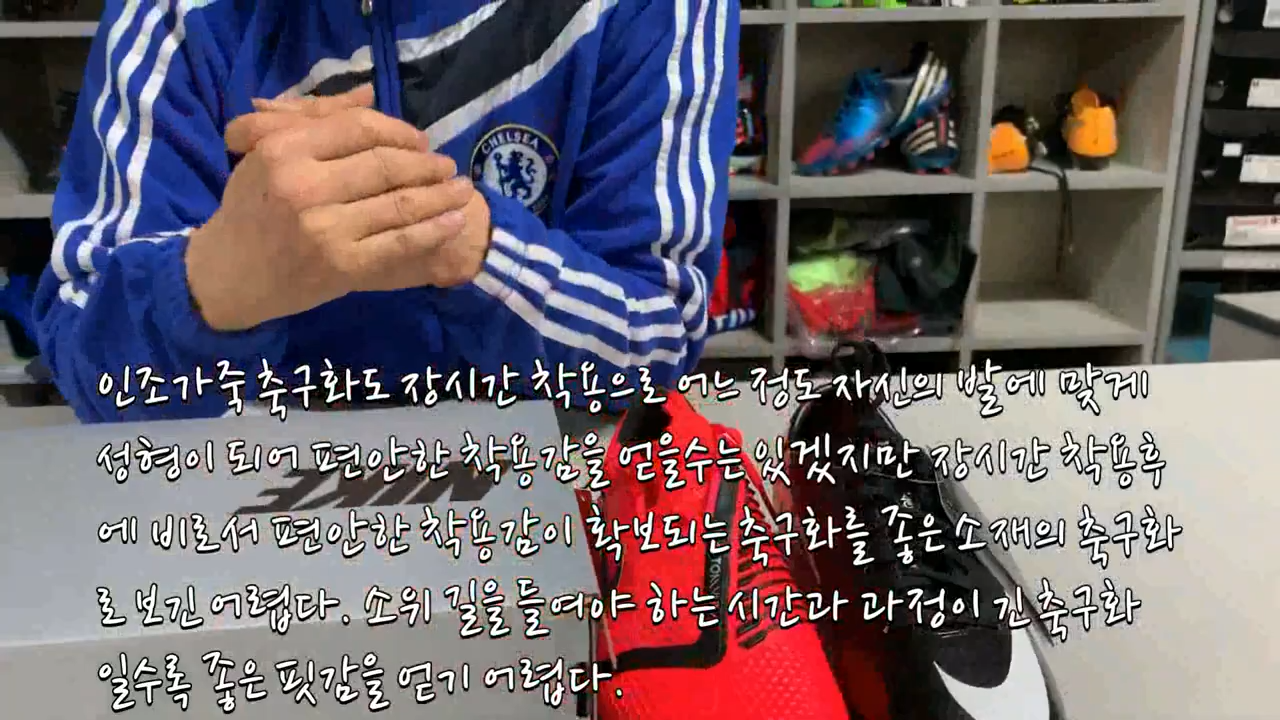 CHELSEA
인조가죽 축구화도 장시간 착용으로 어느 정도 자신의 발에 맞게
성형이 되어 편안한 착용감을 얻을수는 있겠지만 장시간 착용후
에 비로서 편안한 착용감이 확보되는 축구화를 좋은 소재의 축구화
로 보긴 어렵다. 소위 길을 들여야 하는 시간과 과정이 긴 축구화
일수록 좋은 핏감을 얻기 어렵다.
NIKE